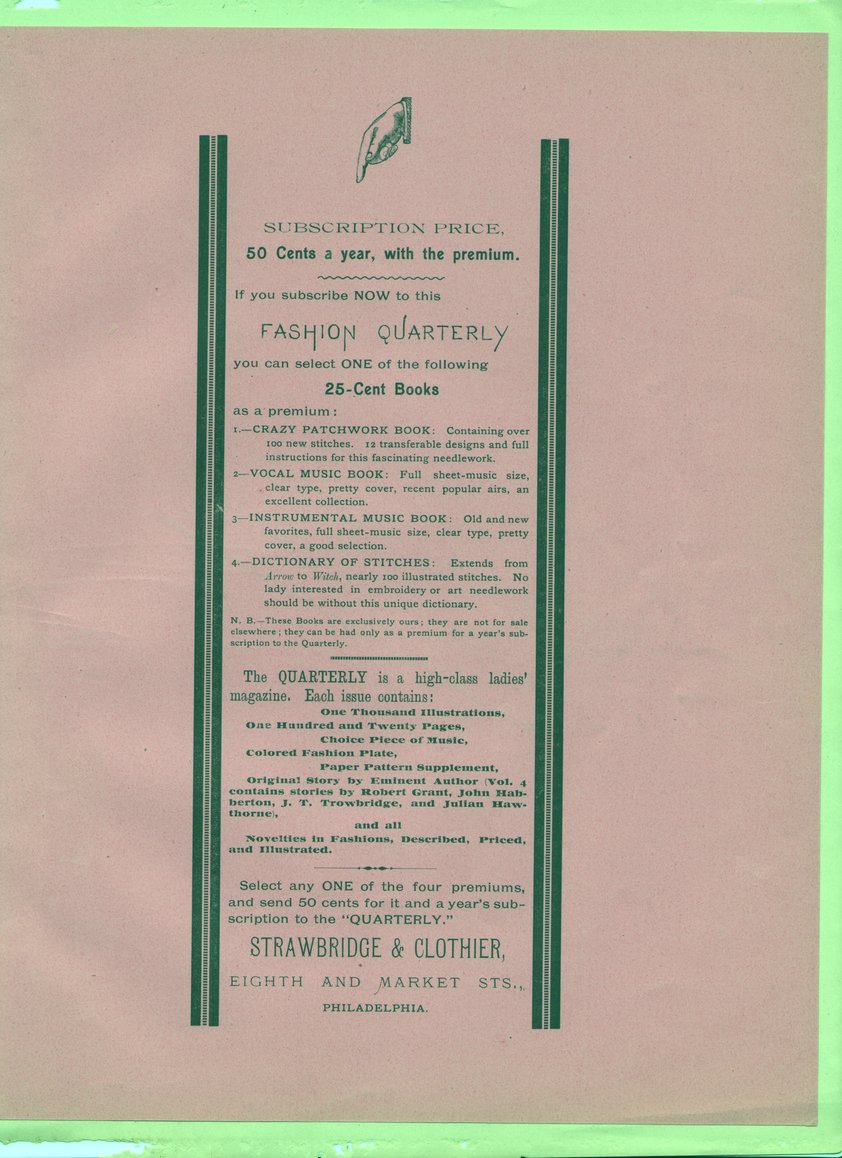 SUBSCRIPTION PRICE,
50 Cents a year, with the premium.
If you subscribe NOW to this
FASHION QUARTERLY
you can select ONE of the following
25-Cent Books
as a premium:
1.—CRAZY PATCHWORK BOOK: Containing over
100 new stitches. 12 transferable designs and full
instructions for this fascinating needlework.
2—VOCAL MUSIC BOOK: Full sheet-music size,
clear type, pretty cover, recent popular airs, an
excellent collection.
3—INSTRUMENTAL MUSIC BOOK: Old and new
favorites, full sheet-music size, clear type, pretty
cover, a good selection.
4.—DICTIONARY OF STITCHES: Extends from
Arrow to Witch, nearly 100 illustrated stitches. No
lady interested in embroidery or art needlework
should be without this unique dictionary.
N. B.—These Books are exclusively ours; they are not for sale
elsewhere; they can be had only as a premium for a year's sub-
scription to the Quarterly.
The QUARTERLY is a high-class ladies'
magazine. Each issue contains:
One Thousand Illustrations,
One Hundred and Twenty Pages,
Choice Piece of Music,
Colored Fashion Plate,
Paper Pattern Supplement,
Original Story by Eminent Author (Vol. 4
contains stories by Robert Grant, John Hab-
berton, J. T. Trowbridge, and Julian Haw-
thorne),
and all
Novelties in Fashions, Described, Priced,
and Illustrated.
Select any ONE of the four premiums,
and send 50 cents for it and a year's sub-
scription to the "QUARTERLY."
STRAWBRIDGE & CLOTHIER,
EIGHTH AND MARKET STS.,
PHILADELPHIA.